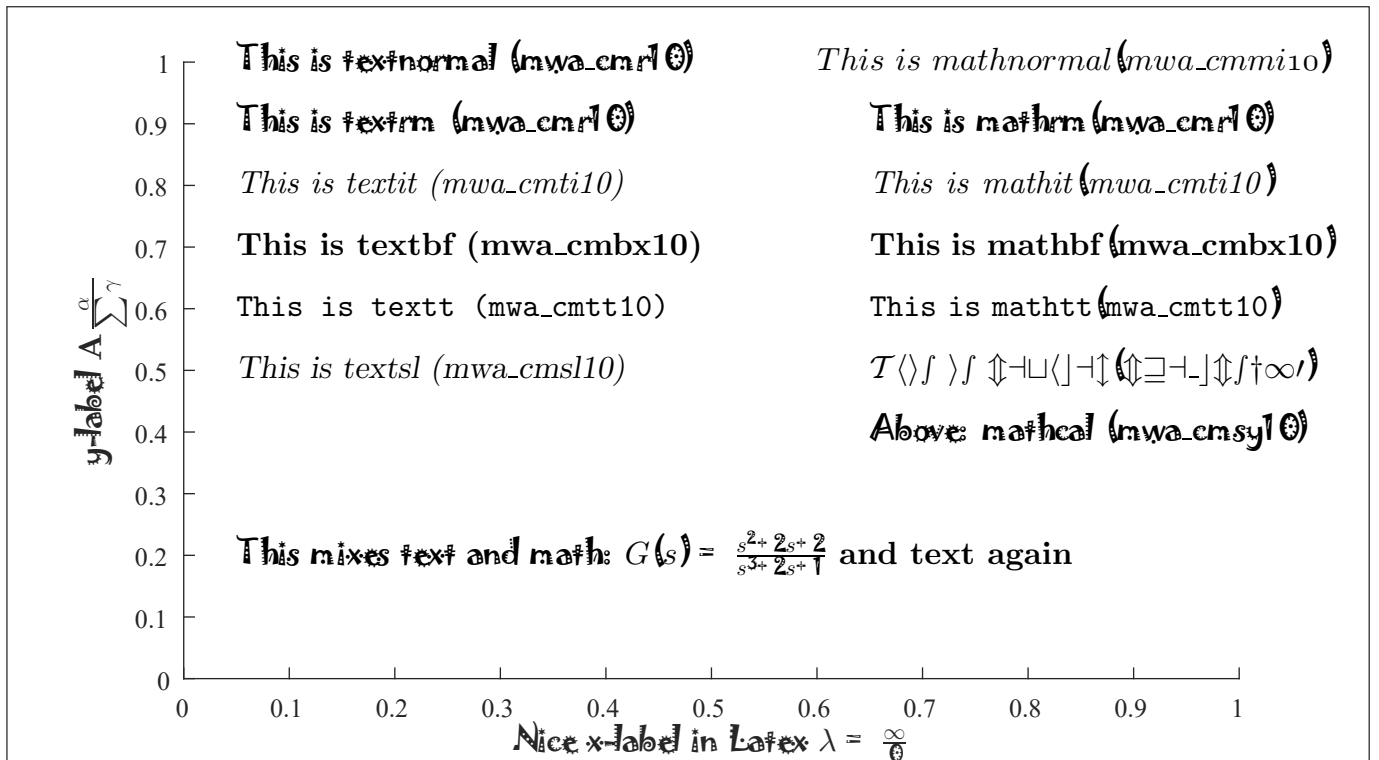 1 This is textnormal (mwa_cmr10) This is mathnormal(mwa_cmmi10)
0.9 This is textrm (mwa_cmr10) This is mathrm(mwa_cmr10)
0.8 This is textit (mwa_cmti10) This is mathit(mwa_cmti10)
0.7 This is textbf (mwa_cmbx10) This is mathbf(mwa_cmbx10)
0.6 This is textt (mwa_cmtt10) This is mathtt(mwa_cmtt10)
0.5 This is textsl (mwa_cmsl10) 𝒯⟨⟩∫ ⟩∫ ⇕⊣⊔⟨⌋⊣↕(⇕⊒⊣_⌋⇕∫†∞′)
0.4 Above: mathcal (mwa_cmsy10)
0.3
0.2 This mixes text and math: G(s) = (s²+2s+2)/(s³+2s+1) and text again
0.1
0
y-label A α/∑^γ
0 0.1 0.2 0.3 0.4 0.5 0.6 0.7 0.8 0.9 1
Nice x-label in Latex λ = ∞/0